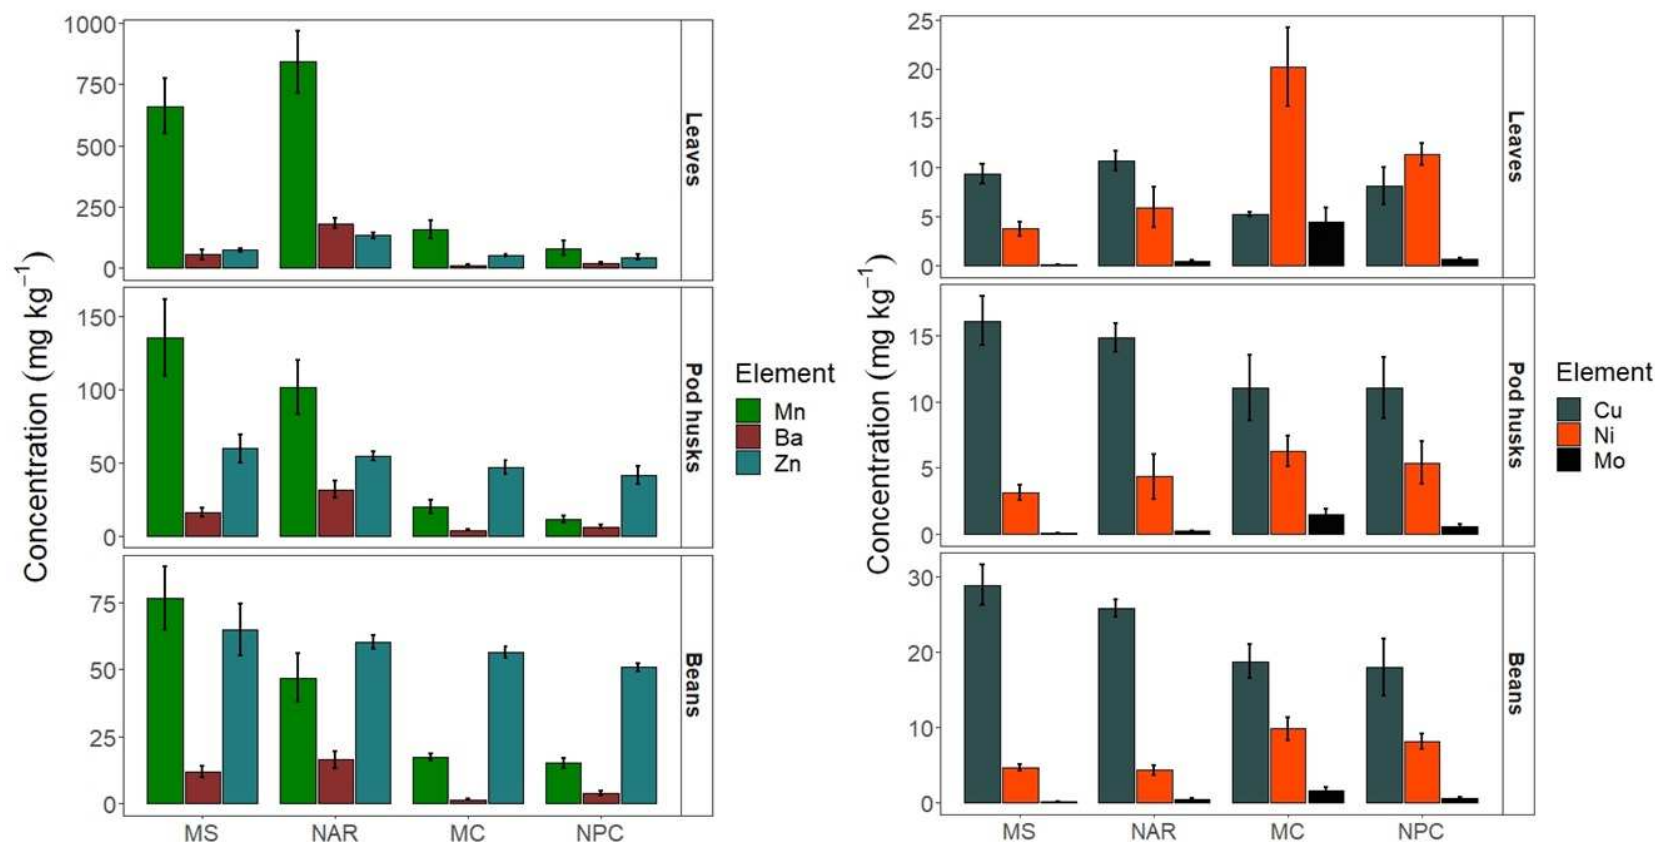 Concentration (mg kg⁻¹)
1000
750
500
250
0
Leaves
150
100
50
0
Pod husks
75
50
25
0
Beans
MS NAR MC NPC
Element
Mn
Ba
Zn
Concentration (mg kg⁻¹)
25
20
15
10
5
0
Leaves
15
10
5
0
Pod husks
30
20
10
0
Beans
MS NAR MC NPC
Element
Cu
Ni
Mo